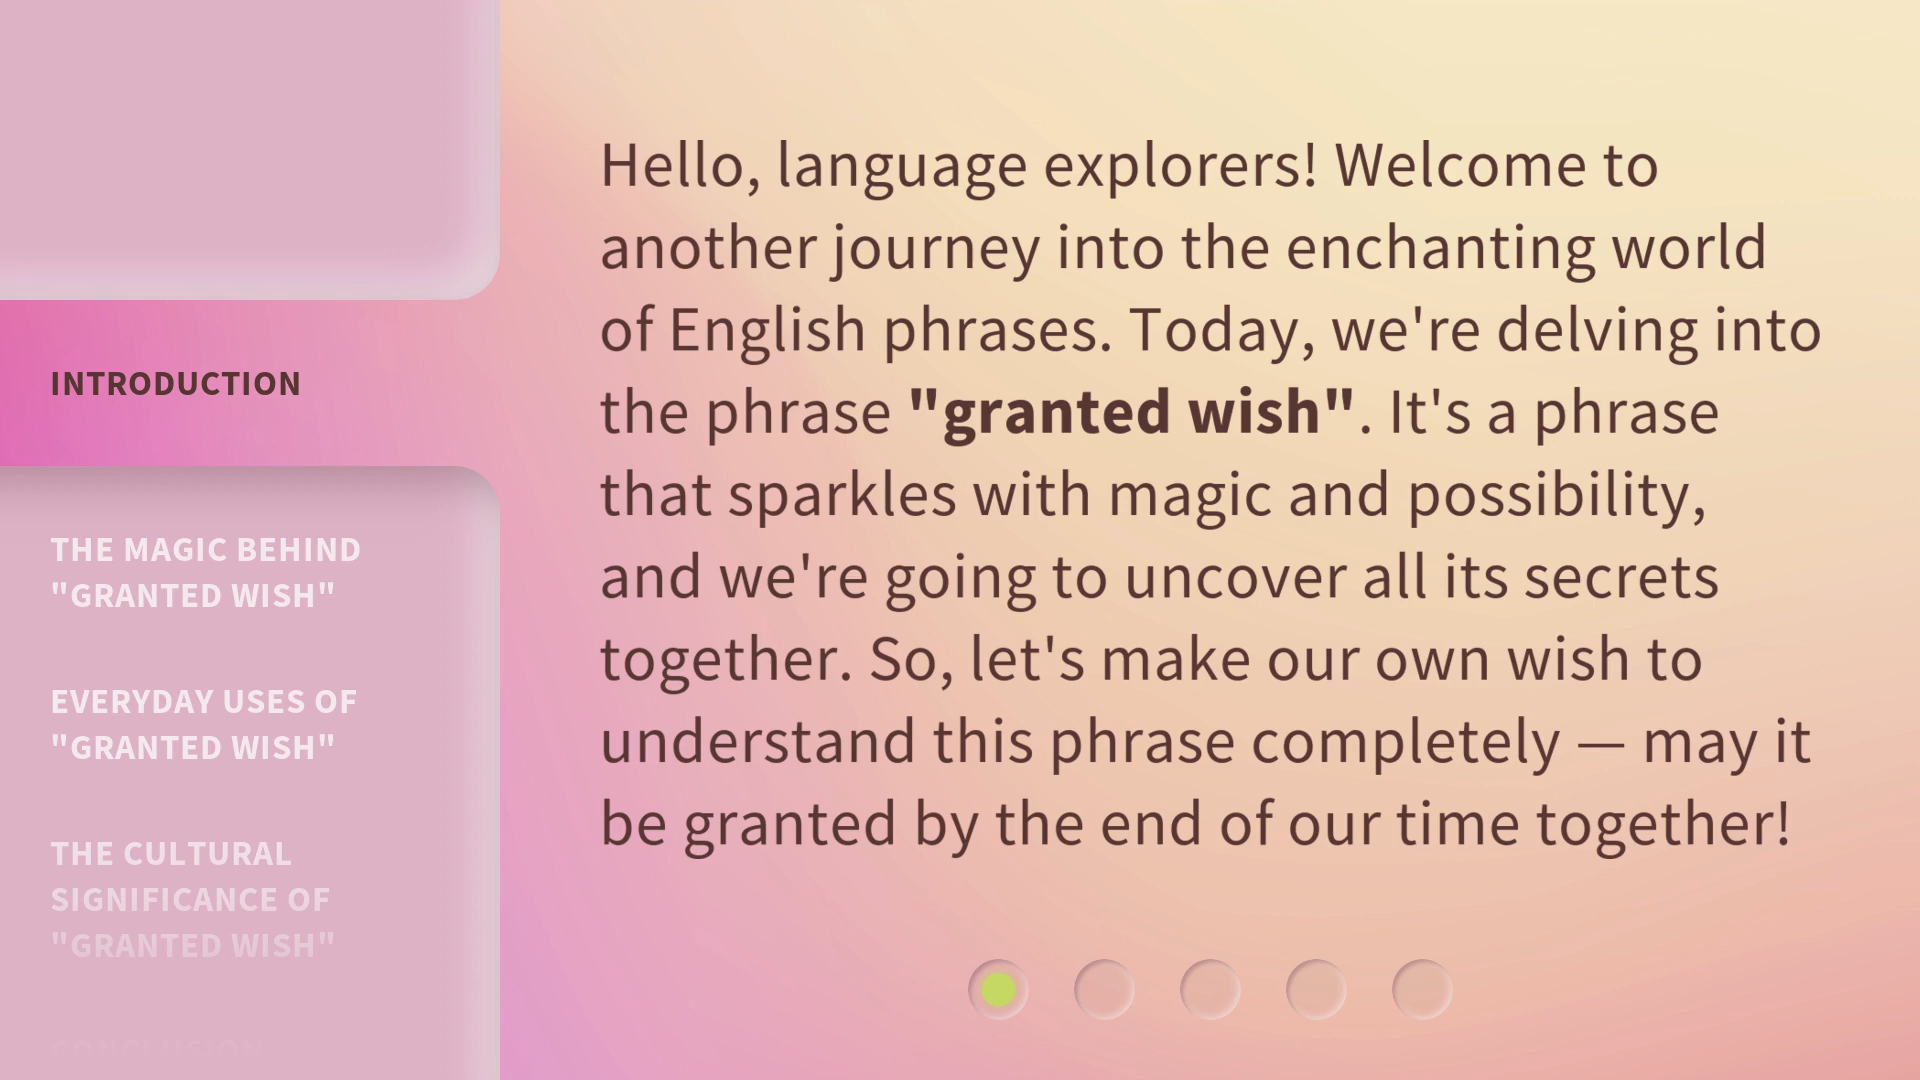 INTRODUCTION
THE MAGIC BEHIND
"GRANTED WISH"
EVERYDAY USES OF
"GRANTED WISH"
THE CULTURAL
SIGNIFICANCE OF
"GRANTED WISH"
CONCLUSION
Hello, language explorers! Welcome to
another journey into the enchanting world
of English phrases. Today, we're delving into
the phrase "granted wish". It's a phrase
that sparkles with magic and possibility,
and we're going to uncover all its secrets
together. So, let's make our own wish to
understand this phrase completely — may it
be granted by the end of our time together!